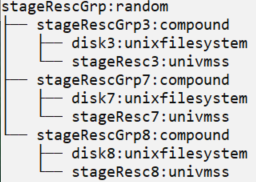 stageRescGrp:random
├── stageRescGrp3:compound
│   ├── disk3:unixfilesystem
│   └── stageResc3:univmss
├── stageRescGrp7:compound
│   ├── disk7:unixfilesystem
│   └── stageResc7:univmss
└── stageRescGrp8:compound
    ├── disk8:unixfilesystem
    └── stageResc8:univmss